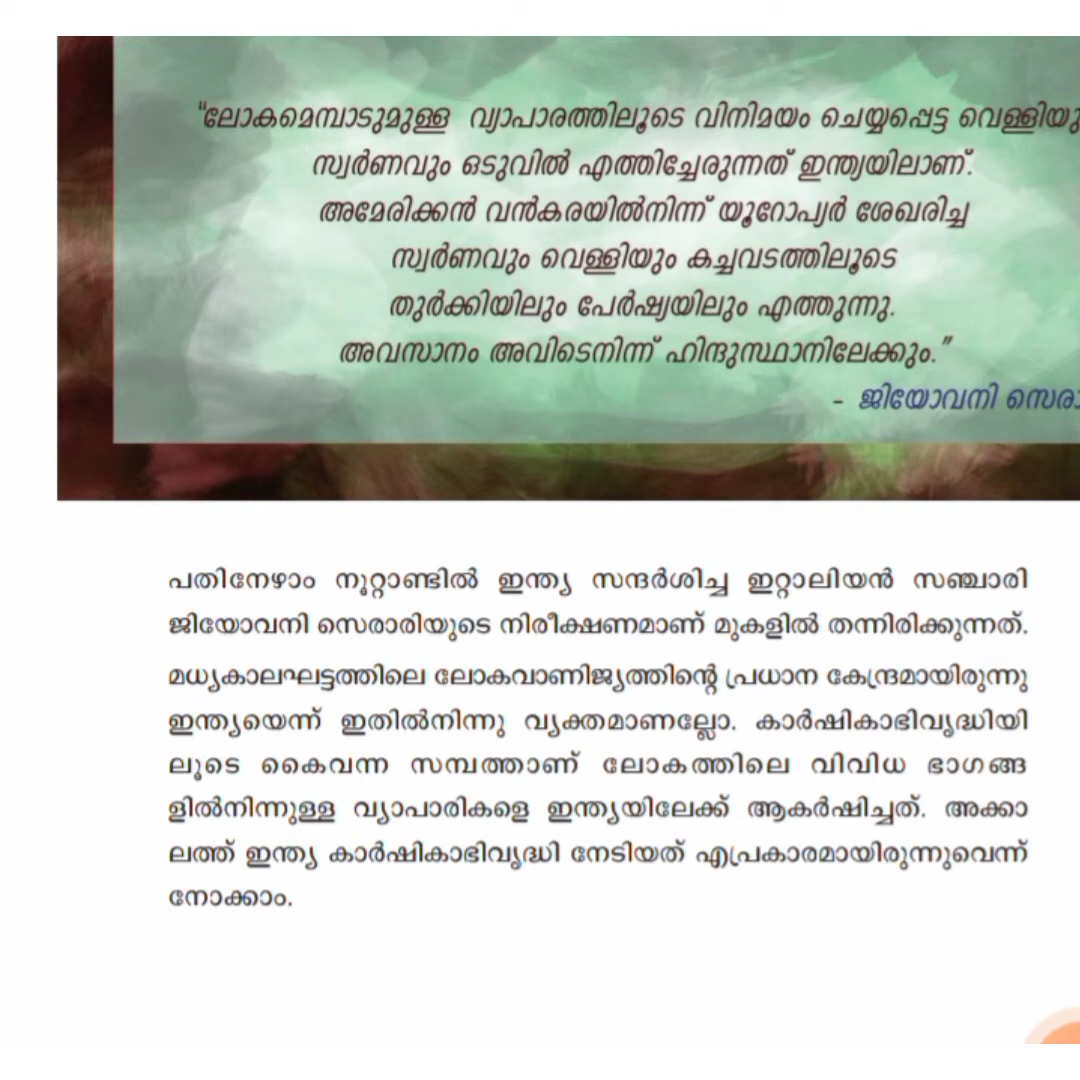 "ലോകമെമ്പാടുമുള്ള വ്യാപാരത്തിലൂടെ വിനിമയം ചെയ്യപ്പെട്ട വെള്ളിയു
സ്വർണവും ഒടുവിൽ എത്തിച്ചേരുന്നത് ഇന്ത്യയിലാണ്.
അമേരിക്കൻ വൻകരയിൽനിന്ന് യൂറോപ്യർ ശേഖരിച്ച
സ്വർണവും വെള്ളിയും കച്ചവടത്തിലൂടെ
തുർക്കിയിലും പേർഷ്യയിലും എത്തുന്നു.
അവസാനം അവിടെനിന്ന് ഹിന്ദുസ്ഥാനിലേക്കും."
- ജിയോവനി സെരാ
പതിനേഴാം നൂറ്റാണ്ടിൽ ഇന്ത്യ സന്ദർശിച്ച ഇറ്റാലിയൻ സഞ്ചാരി
ജിയോവനി സെരാരിയുടെ നിരീക്ഷണമാണ് മുകളിൽ തന്നിരിക്കുന്നത്.
മധ്യകാലഘട്ടത്തിലെ ലോകവാണിജ്യത്തിന്റെ പ്രധാന കേന്ദ്രമായിരുന്നു
ഇന്ത്യയെന്ന് ഇതിൽനിന്നു വ്യക്തമാണല്ലോ. കാർഷികാഭിവൃദ്ധിയി
ലൂടെ കൈവന്ന സമ്പത്താണ് ലോകത്തിലെ വിവിധ ഭാഗങ്ങ
ളിൽനിന്നുള്ള വ്യാപാരികളെ ഇന്ത്യയിലേക്ക് ആകർഷിച്ചത്. അക്കാ
ലത്ത് ഇന്ത്യ കാർഷികാഭിവൃദ്ധി നേടിയത് എപ്രകാരമായിരുന്നുവെന്ന്
നോക്കാം.